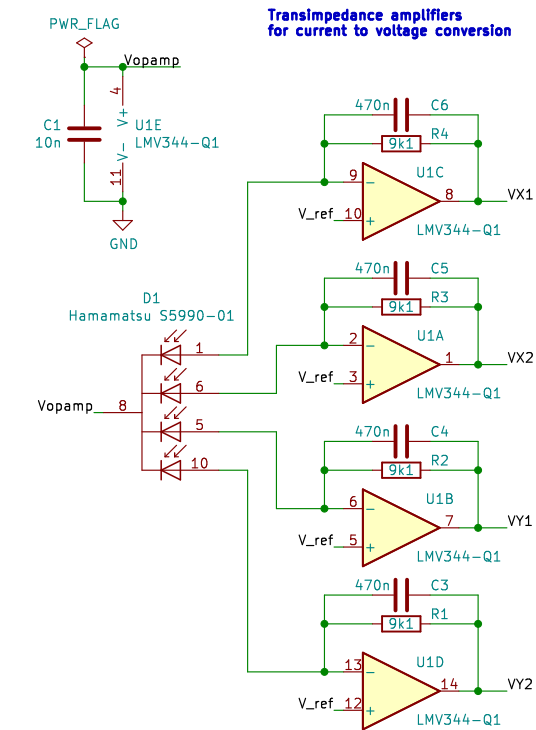 Transimpedance amplifiers
for current to voltage conversion
PWR_FLAG
Vopamp
4
V+
C1
10n
U1E
LMV344-Q1
V-
11
GND
470n
C6
9k1
R4
U1C
9
−
8
VX1
V_ref
10
+
LMV344-Q1
470n
C5
9k1
R3
U1A
2
−
1
VX2
V_ref
3
+
LMV344-Q1
D1
Hamamatsu S5990-01
1
6
Vopamp
8
5
10
470n
C4
9k1
R2
U1B
6
−
7
VY1
V_ref
5
+
LMV344-Q1
470n
C3
9k1
R1
U1D
13
−
14
VY2
V_ref
12
+
LMV344-Q1